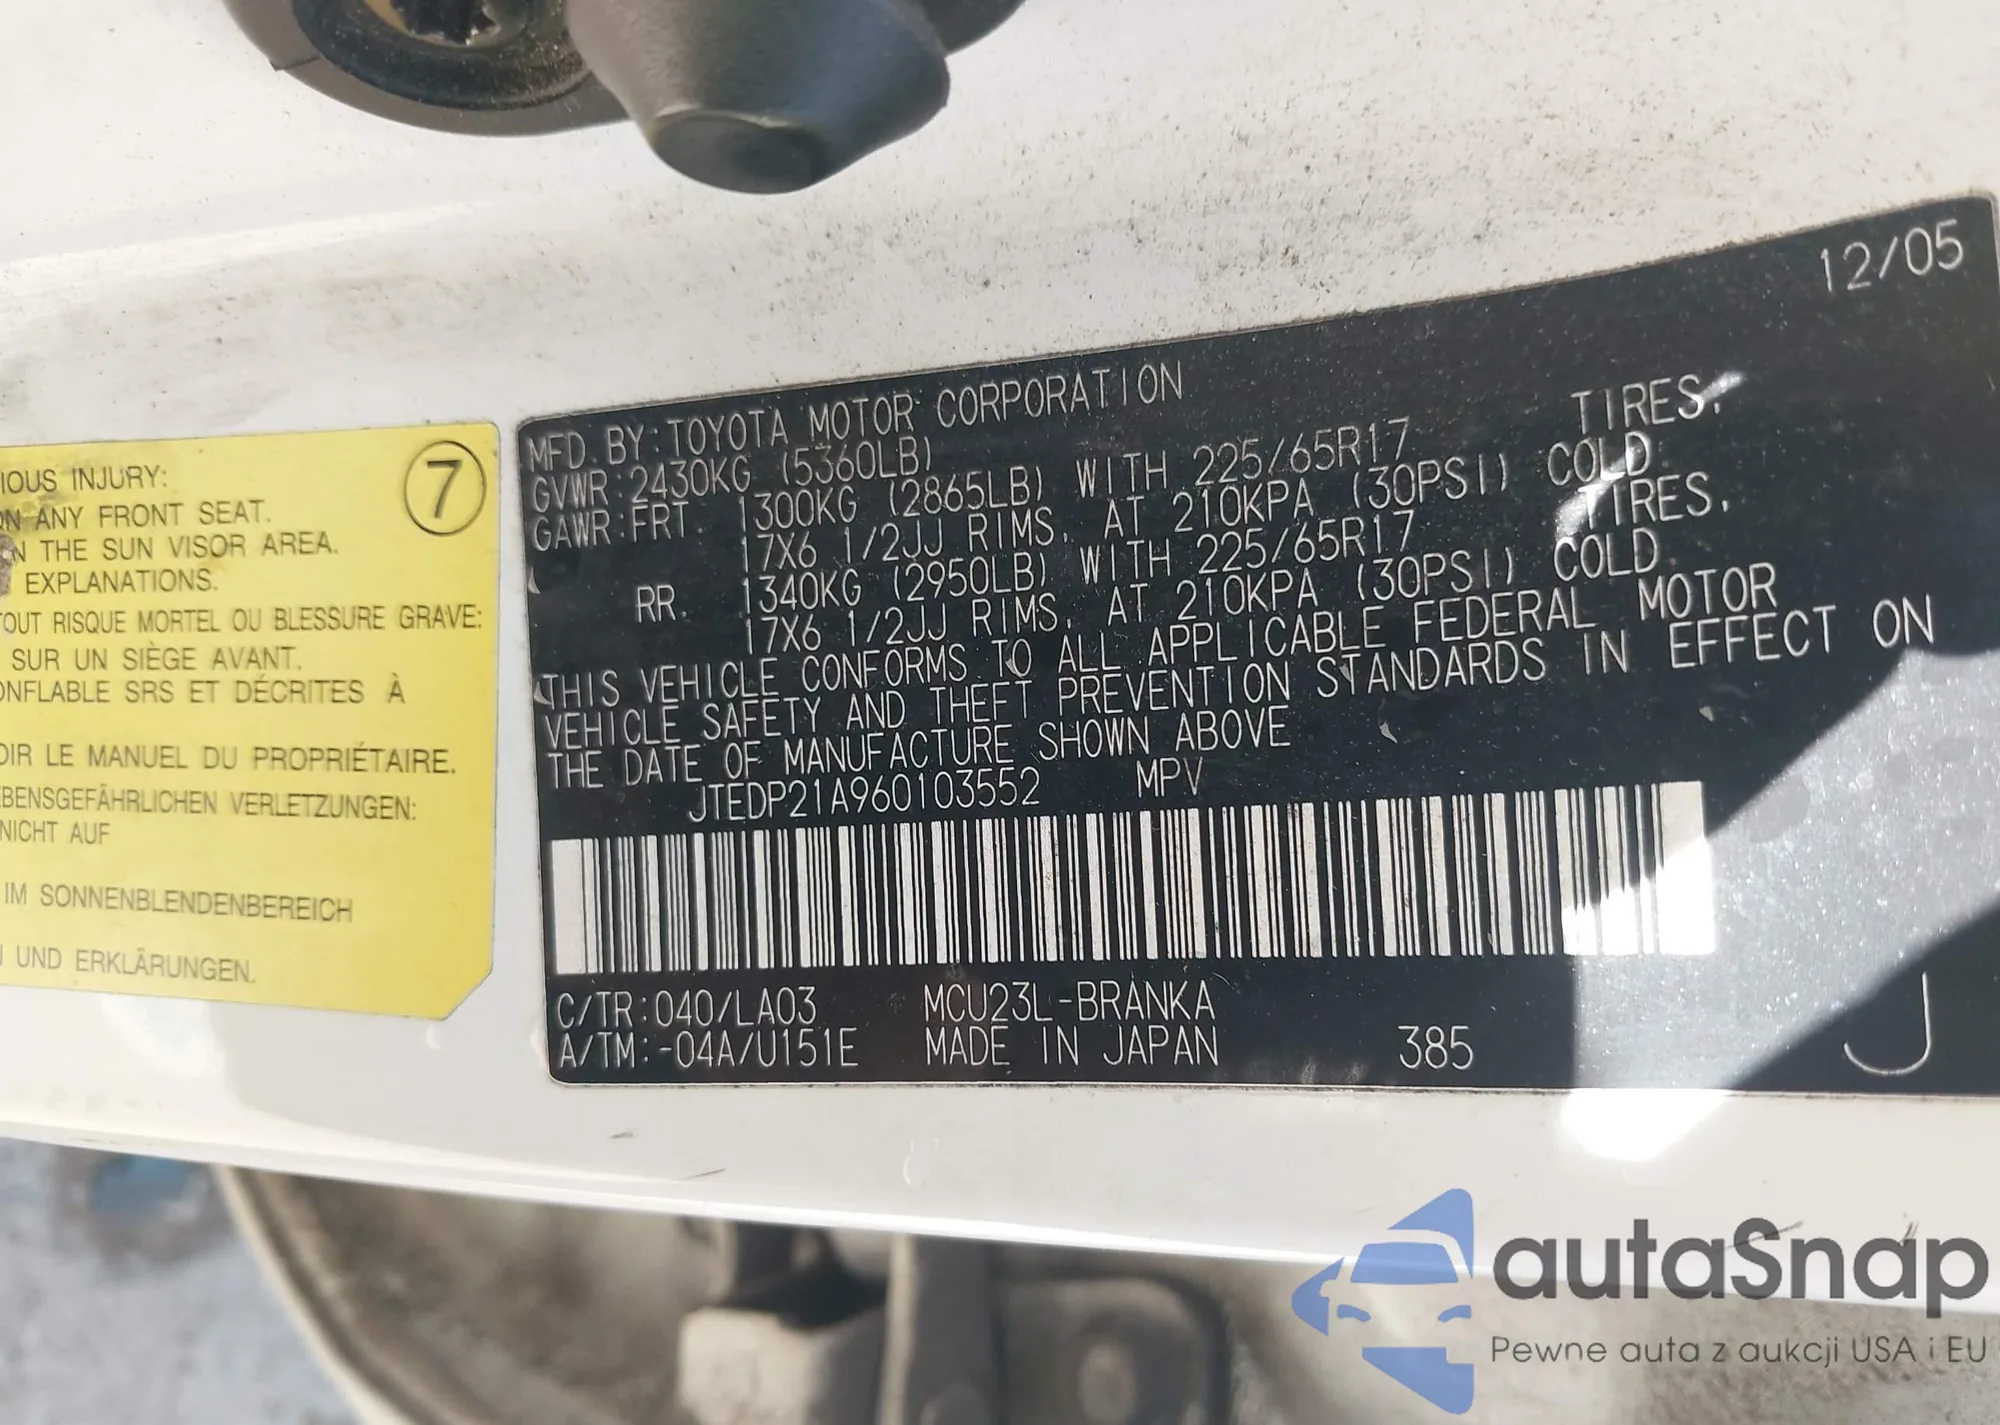 IOUS INJURY:
ON ANY FRONT SEAT.
N THE SUN VISOR AREA.
EXPLANATIONS.
TOUT RISQUE MORTEL OU BLESSURE GRAVE:
SUR UN SIÈGE AVANT.
ONFLABLE SRS ET DÉCRITES À
OIR LE MANUEL DU PROPRIÉTAIRE.
EBENSGEFÄHRLICHEN VERLETZUNGEN:
NICHT AUF
IM SONNENBLENDENBEREICH
N UND ERKLÄRUNGEN.
7
12/05
MFD. BY:TOYOTA MOTOR CORPORATION
GVWR:2430KG (5360LB)
GAWR:FRT. 1300KG (2865LB) WITH 225/65R17 TIRES,
17X6 1/2JJ RIMS, AT 210KPA (30PSI) COLD
RR. 1340KG (2950LB) WITH 225/65R17 TIRES,
17X6 1/2JJ RIMS, AT 210KPA (30PSI) COLD
THIS VEHICLE CONFORMS TO ALL APPLICABLE FEDERAL MOTOR
VEHICLE SAFETY AND THEFT PREVENTION STANDARDS IN EFFECT ON
THE DATE OF MANUFACTURE SHOWN ABOVE
JTEDP21A960103552 MPV
C/TR:040/LA03 MCU23L-BRANKA
A/TM:-04A/U151E MADE IN JAPAN 385
J
autaSnap
Pewne auta z aukcji USA i EU